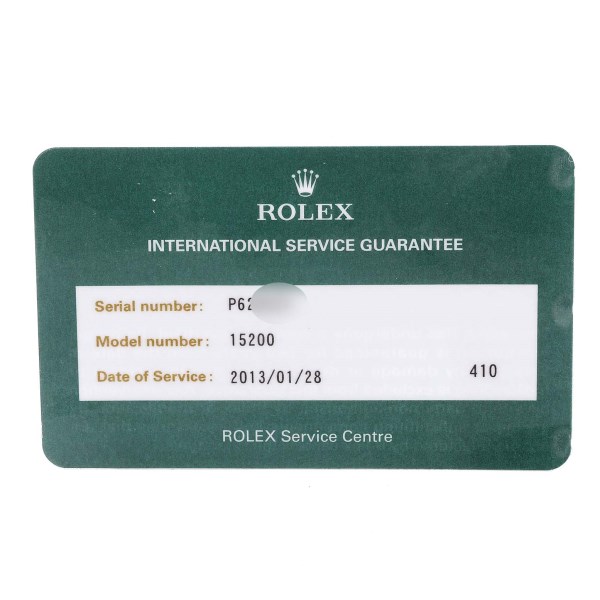 ROLEX
INTERNATIONAL SERVICE GUARANTEE
Serial number: P62
Model number: 15200
Date of Service: 2013/01/28 410
ROLEX Service Centre